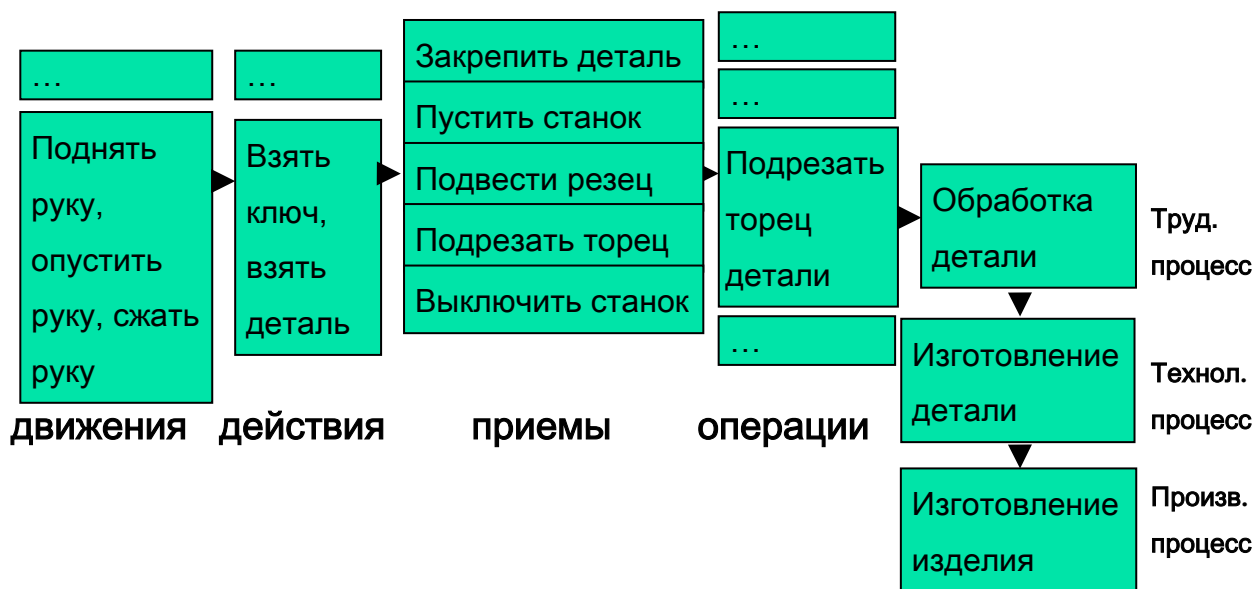 …
Поднять
руку,
опустить
руку, сжать
руку
движения
…
Взять
ключ,
взять
деталь
действия
Закрепить деталь
Пустить станок
Подвести резец
Подрезать торец
Выключить станок
приемы
…
…
Подрезать
торец
детали
…
операции
Обработка
детали
Труд.
процесс
Изготовление
детали
Технол.
процесс
Изготовление
изделия
Произв.
процесс